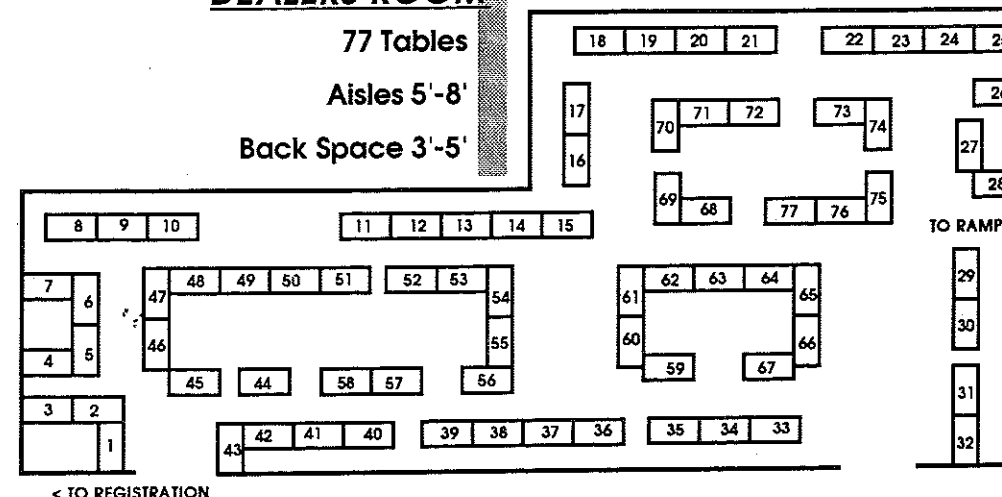 DEALERS ROOM
77 Tables
Aisles 5'-8'
Back Space 3'-5'
18 19 20 21 22 23 24
17 70 71 72 73 74 27
16
69 68 77 76 75
8 9 10 11 12 13 14 15 TO RAMP
7 6 47 48 49 50 51 52 53 54 61 62 63 64 65 29
4 5 46 55 60 66 30
45 44 58 57 56 59 67
3 2 31
1 43 42 41 40 39 38 37 36 35 34 33 32
< TO REGISTRATION